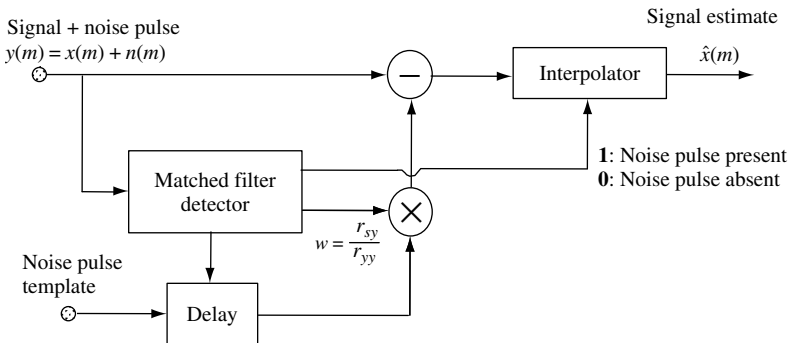 Signal + noise pulse
y(m) = x(m) + n(m)
Signal estimate
x̂(m)
−
Interpolator
1: Noise pulse present
0: Noise pulse absent
Matched filter
detector
×
w = r_sy / r_yy
Noise pulse
template
Delay